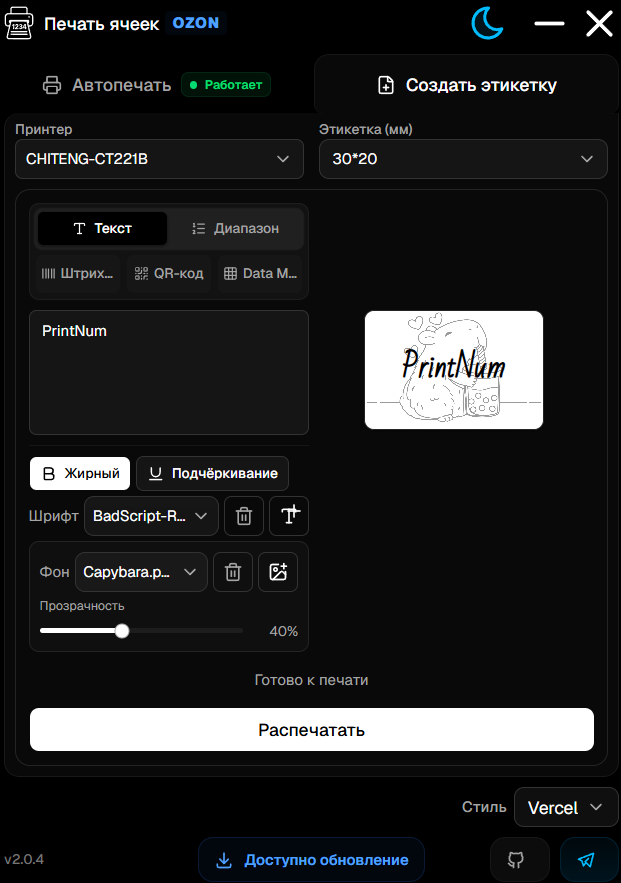 1234
Печать ячеек OZON
Автопечать Работает
Создать этикетку
Принтер
Этикетка (мм)
CHITENG-CT221B
30*20
Текст
Диапазон
Штрих...
QR-код
Data M...
PrintNum
PrintNum
B Жирный
U Подчёркивание
Шрифт BadScript-R...
Фон Capybara.p...
Прозрачность
40%
Готово к печати
Распечатать
Стиль Vercel
v2.0.4
Доступно обновление